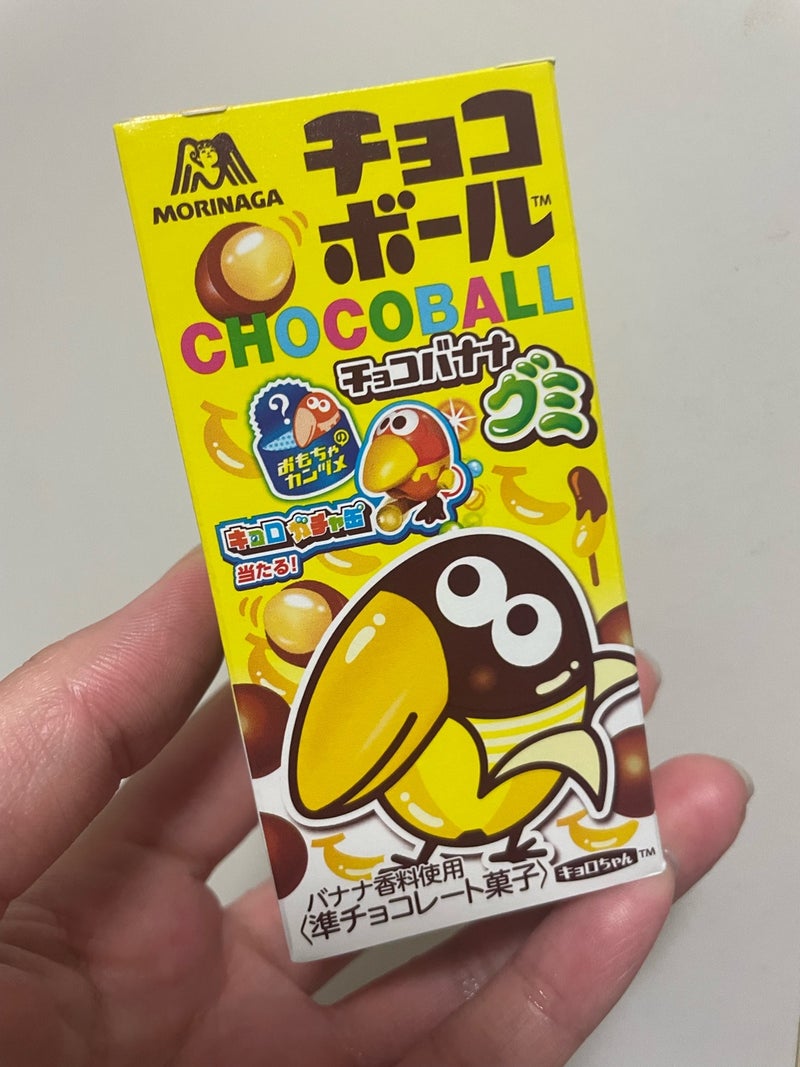 MORINAGA
チョコ
ボール™
CHOCOBALL
チョコバナナ
グミ
?
おもちゃの
カンヅメ
キョロガチャ缶
当たる!
バナナ香料使用
〈準チョコレート菓子〉
キョロちゃん™